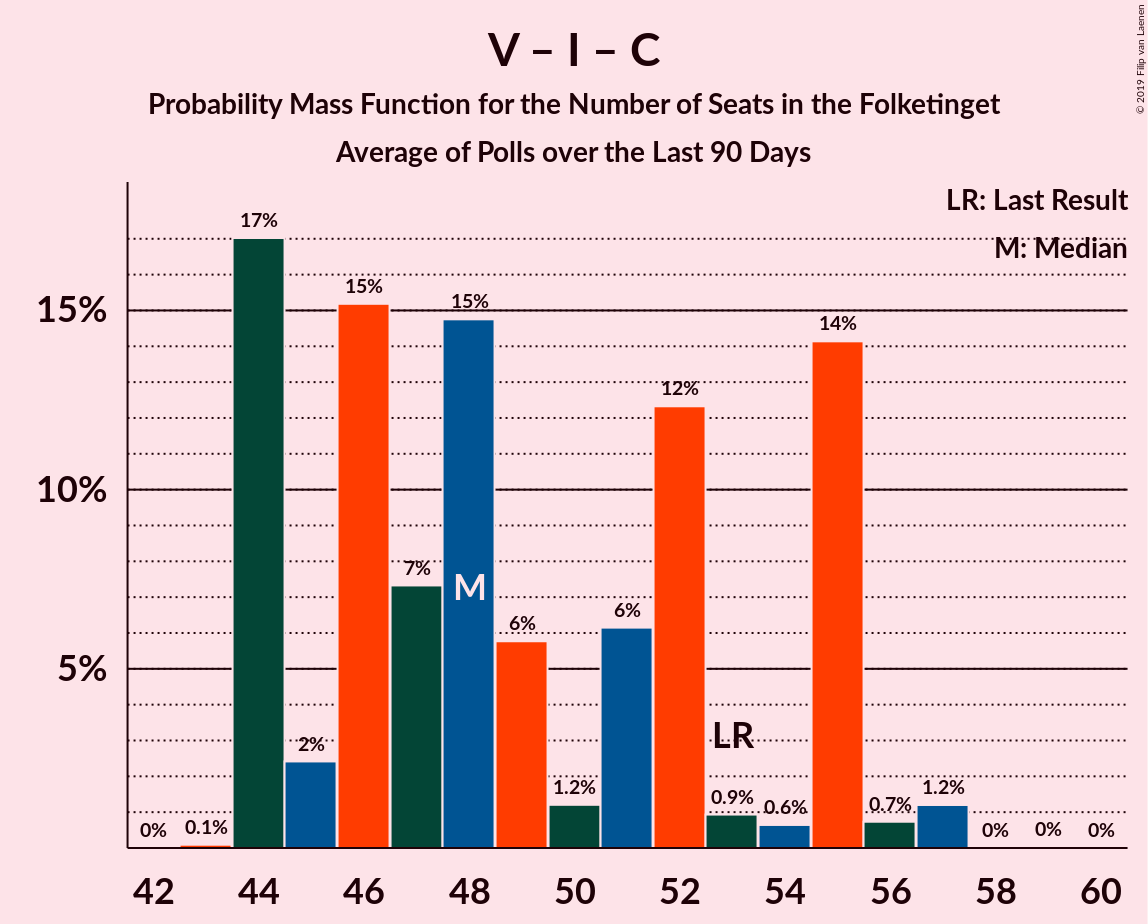 V – I – C
Probability Mass Function for the Number of Seats in the Folketinget
Average of Polls over the Last 90 Days
© 2019 Filip van Laenen
LR: Last Result
M: Median
17%
15%
15%
14%
12%
7%
6%
6%
2%
1.2%
0.9%
0.6%
0.7%
1.2%
0%
0.1%
0%
0%
0%
M
LR
15%
10%
5%
42 44 46 48 50 52 54 56 58 60